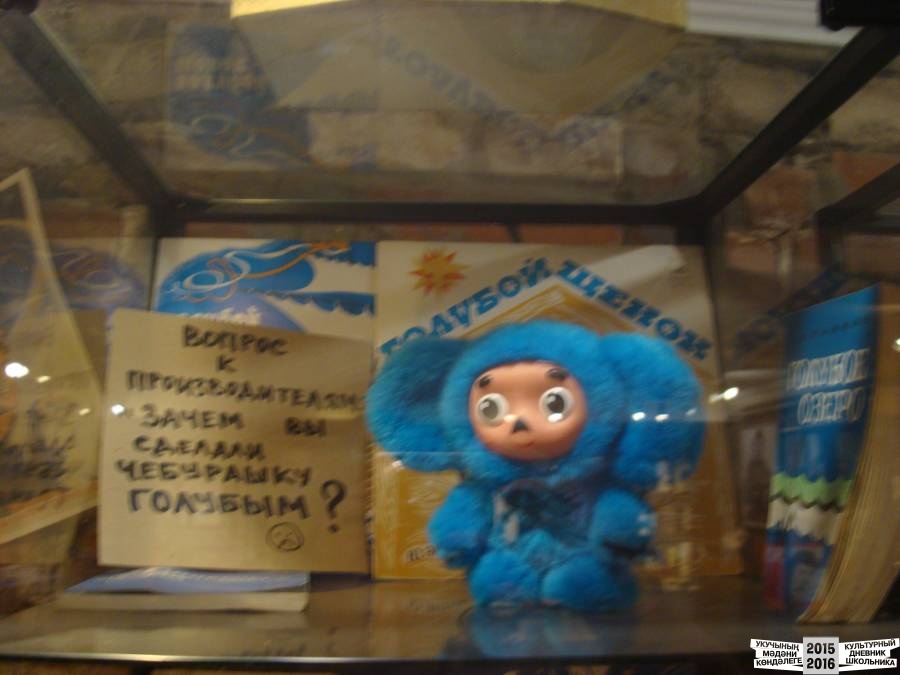 ГОЛУБОЙ ЩЕНОК
ВОПРОС
К
ПРОИЗВОДИТЕЛЯМ
ЗАЧЕМ ВЫ
СДЕЛАЛИ
ЧЕБУРАШКУ
ГОЛУБЫМ?
ГОЛУБОЕ
ОЗЕРО
УКУЧЫНЫҢ
МӘДӘНИ
КӨНДӘЛЕГЕ
2015
2016
КУЛЬТУРНЫЙ
ДНЕВНИК
ШКОЛЬНИКА